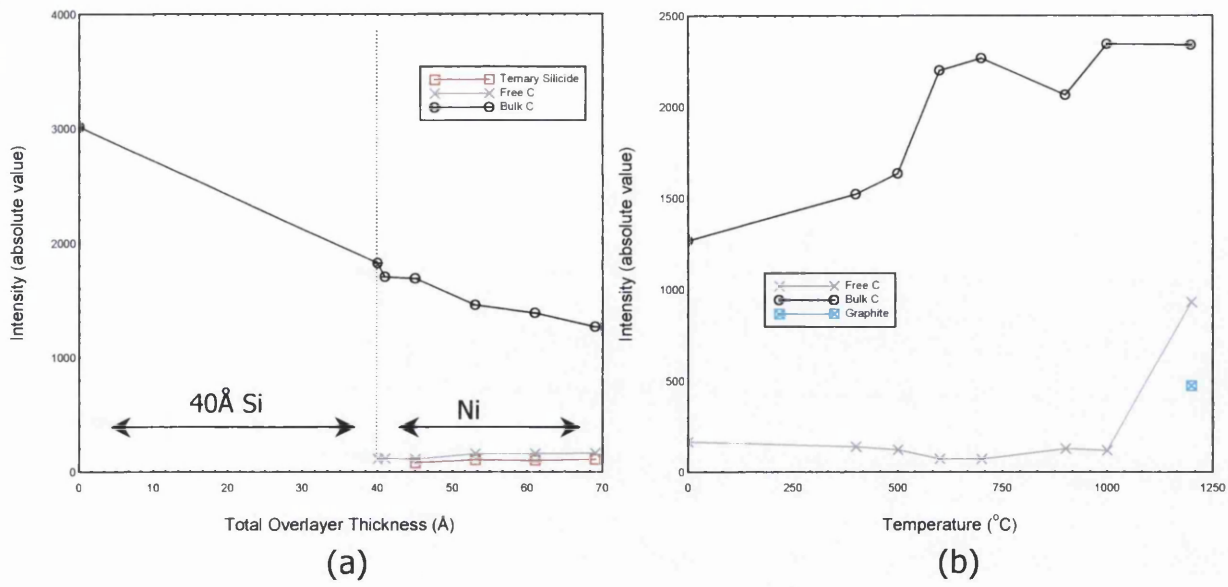 4000
3000
2000
1000
0
Intensity (absolute value)
Ternary Silicide
Free C
Bulk C
40Å Si
Ni
0 10 20 30 40 50 60 70
Total Overlayer Thickness (Å)
(a)
2500
2000
1500
1000
500
0
Intensity (absolute value)
Free C
Bulk C
Graphite
0 250 500 750 1000 1250
Temperature (°C)
(b)